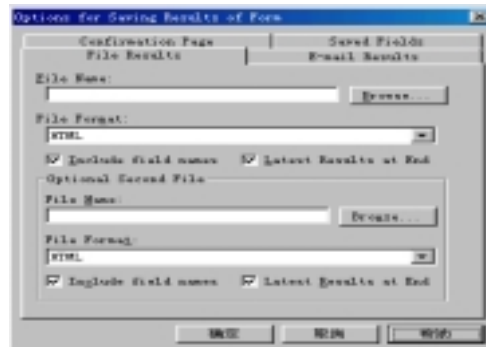 Options for Saving Results of Form
Confirmation Page
Saved Fields
File Results
E-mail Results
File Name:
Browse...
File Format:
HTML
Include field names
Latest Results at End
Optional Second File
File Name:
Browse...
File Format:
HTML
Include field names
Latest Results at End
确定
取消
帮助